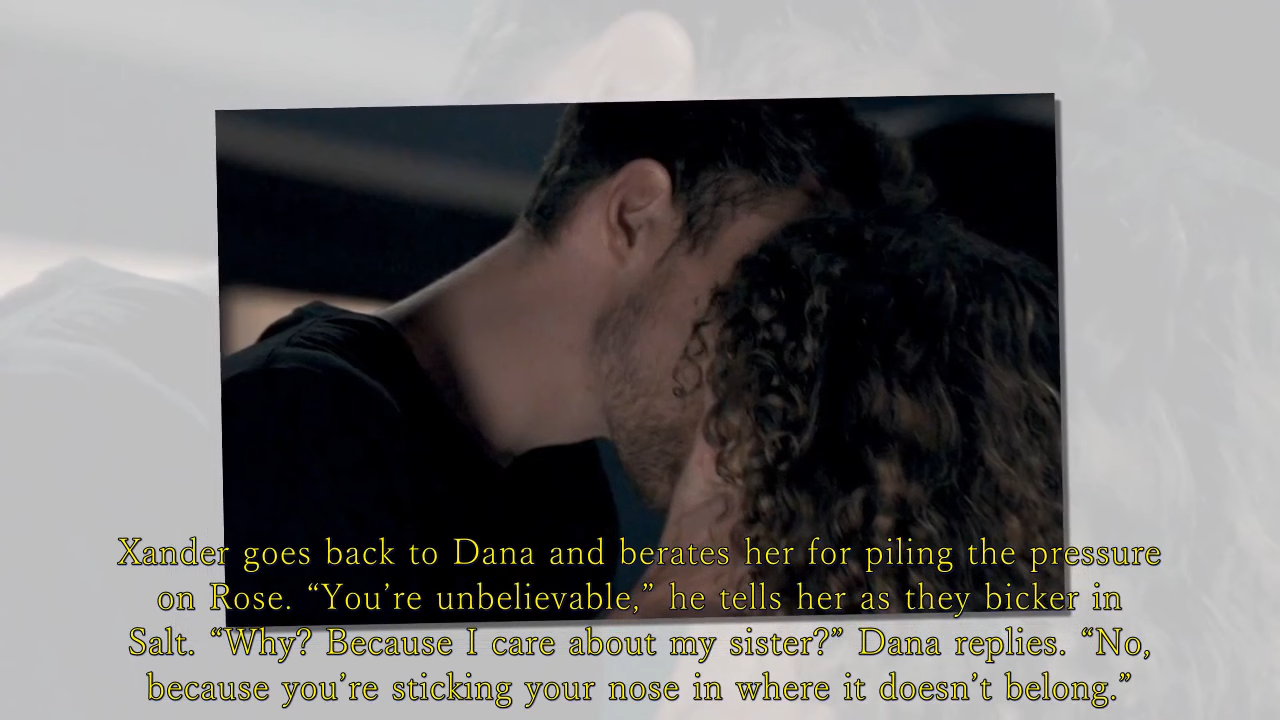 Xander goes back to Dana and berates her for piling the pressure
on Rose. “You’re unbelievable,” he tells her as they bicker in
Salt. “Why? Because I care about my sister?” Dana replies. “No,
because you’re sticking your nose in where it doesn’t belong.”